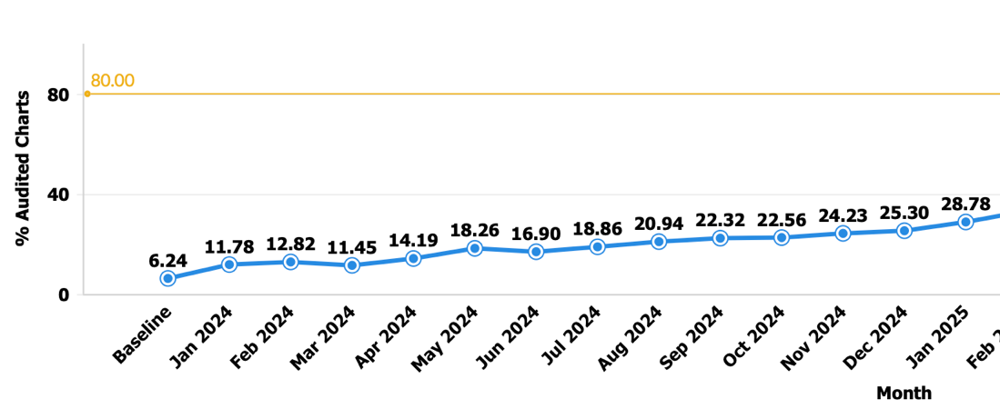 80.00
% Audited Charts
80
40
0
6.24
11.78
12.82
11.45
14.19
18.26
16.90
18.86
20.94
22.32
22.56
24.23
25.30
28.78
Baseline
Jan 2024
Feb 2024
Mar 2024
Apr 2024
May 2024
Jun 2024
Jul 2024
Aug 2024
Sep 2024
Oct 2024
Nov 2024
Dec 2024
Jan 2025
Feb 2
Month